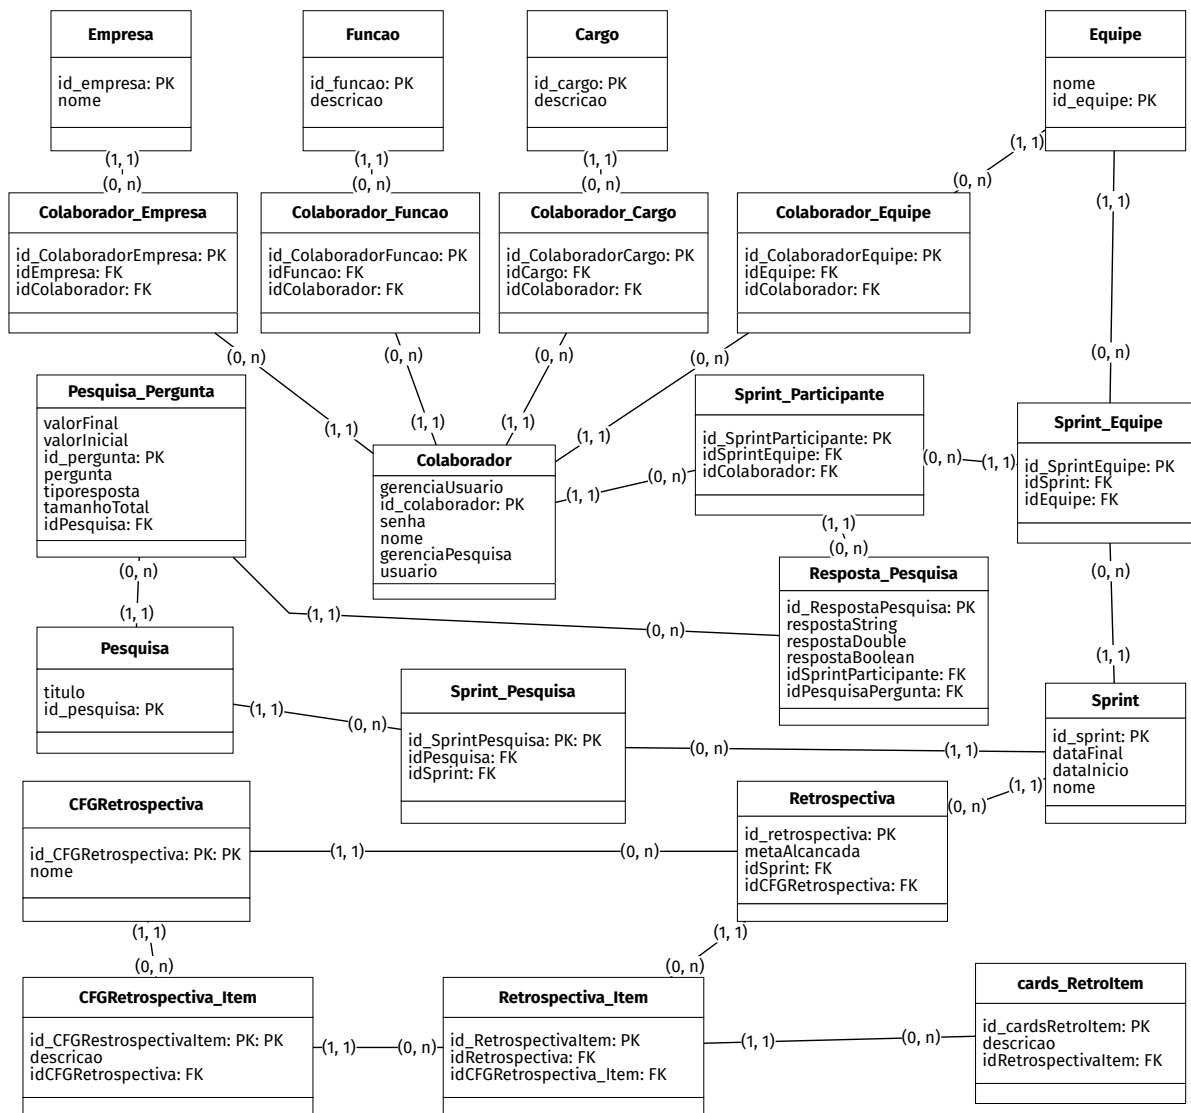 Empresa
id_empresa: PK
nome
Funcao
id_funcao: PK
descricao
Cargo
id_cargo: PK
descricao
Equipe
nome
id_equipe: PK
(1, 1)
(0, n)
(1, 1)
(0, n)
(1, 1)
(0, n)
(1, 1)
(0, n)
(1, 1)
(0, n)
Colaborador_Empresa
id_ColaboradorEmpresa: PK
idEmpresa: FK
idColaborador: FK
Colaborador_Funcao
id_ColaboradorFuncao: PK
idFuncao: FK
idColaborador: FK
Colaborador_Cargo
id_ColaboradorCargo: PK
idCargo: FK
idColaborador: FK
Colaborador_Equipe
id_ColaboradorEquipe: PK
idEquipe: FK
idColaborador: FK
(0, n)
(1, 1)
(0, n)
(1, 1)
(0, n)
(1, 1)
(0, n)
(1, 1)
Pesquisa_Pergunta
valorFinal
valorInicial
id_pergunta: PK
pergunta
tiporesposta
tamanhoTotal
idPesquisa: FK
Colaborador
gerenciaUsuario
id_colaborador: PK
senha
nome
gerenciaPesquisa
usuario
(1, 1)
(0, n)
Sprint_Participante
id_SprintParticipante: PK
idSprintEquipe: FK
idColaborador: FK
(0, n)
(1, 1)
Sprint_Equipe
id_SprintEquipe: PK
idSprint: FK
idEquipe: FK
(1, 1)
(0, n)
(0, n)
(1, 1)
(0, n)
(1, 1)
(1, 1)
(0, n)
Resposta_Pesquisa
id_RespostaPesquisa: PK
respostaString
respostaDouble
respostaBoolean
idSprintParticipante: FK
idPesquisaPergunta: FK
Pesquisa
titulo
id_pesquisa: PK
(1, 1)
(0, n)
Sprint_Pesquisa
id_SprintPesquisa: PK: PK
idPesquisa: FK
idSprint: FK
(0, n)
(1, 1)
Sprint
id_sprint: PK
dataFinal
dataInicio
nome
(1, 1)
(0, n)
CFGRetrospectiva
id_CFGRetrospectiva: PK: PK
nome
(1, 1)
(0, n)
Retrospectiva
id_retrospectiva: PK
metaAlcancada
idSprint: FK
idCFGRetrospectiva: FK
(1, 1)
(0, n)
(1, 1)
(0, n)
CFGRetrospectiva_Item
id_CFGRestrospectivaItem: PK: PK
descricao
idCFGRetrospectiva: FK
(1, 1)
(0, n)
Retrospectiva_Item
id_RetrospectivaItem: PK
idRetrospectiva: FK
idCFGRetrospectiva_Item: FK
(1, 1)
(0, n)
cards_RetroItem
id_cardsRetroItem: PK
descricao
idRetrospectivaItem: FK